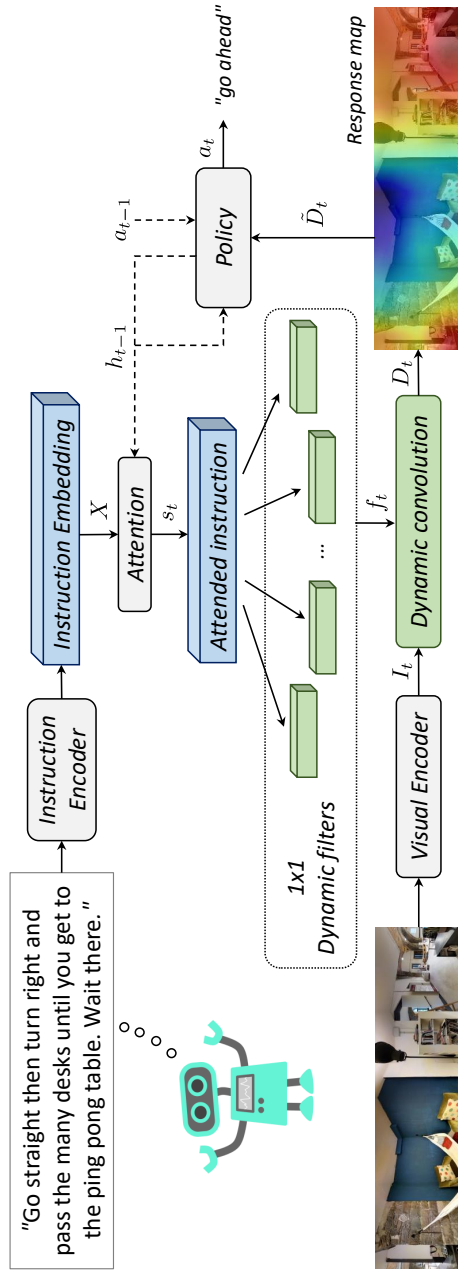 "Go straight then turn right and
pass the many desks until you get to
the ping pong table. Wait there."
Instruction
Encoder
Instruction Embedding
X
Attention
h_{t-1}
s_t
Attended instruction
1x1
Dynamic filters
...
f_t
Visual Encoder
I_t
Dynamic convolution
D_t
Response map
\tilde{D}_t
Policy
a_{t-1}
a_t
"go ahead"